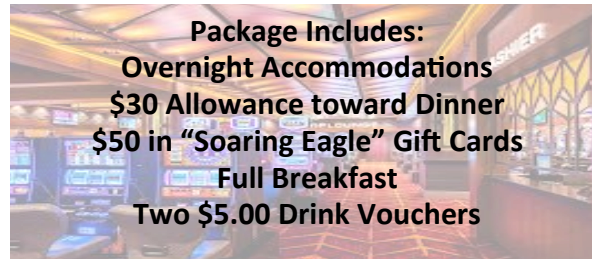 Package Includes:
Overnight Accommodations
$30 Allowance toward Dinner
$50 in “Soaring Eagle” Gift Cards
Full Breakfast
Two $5.00 Drink Vouchers